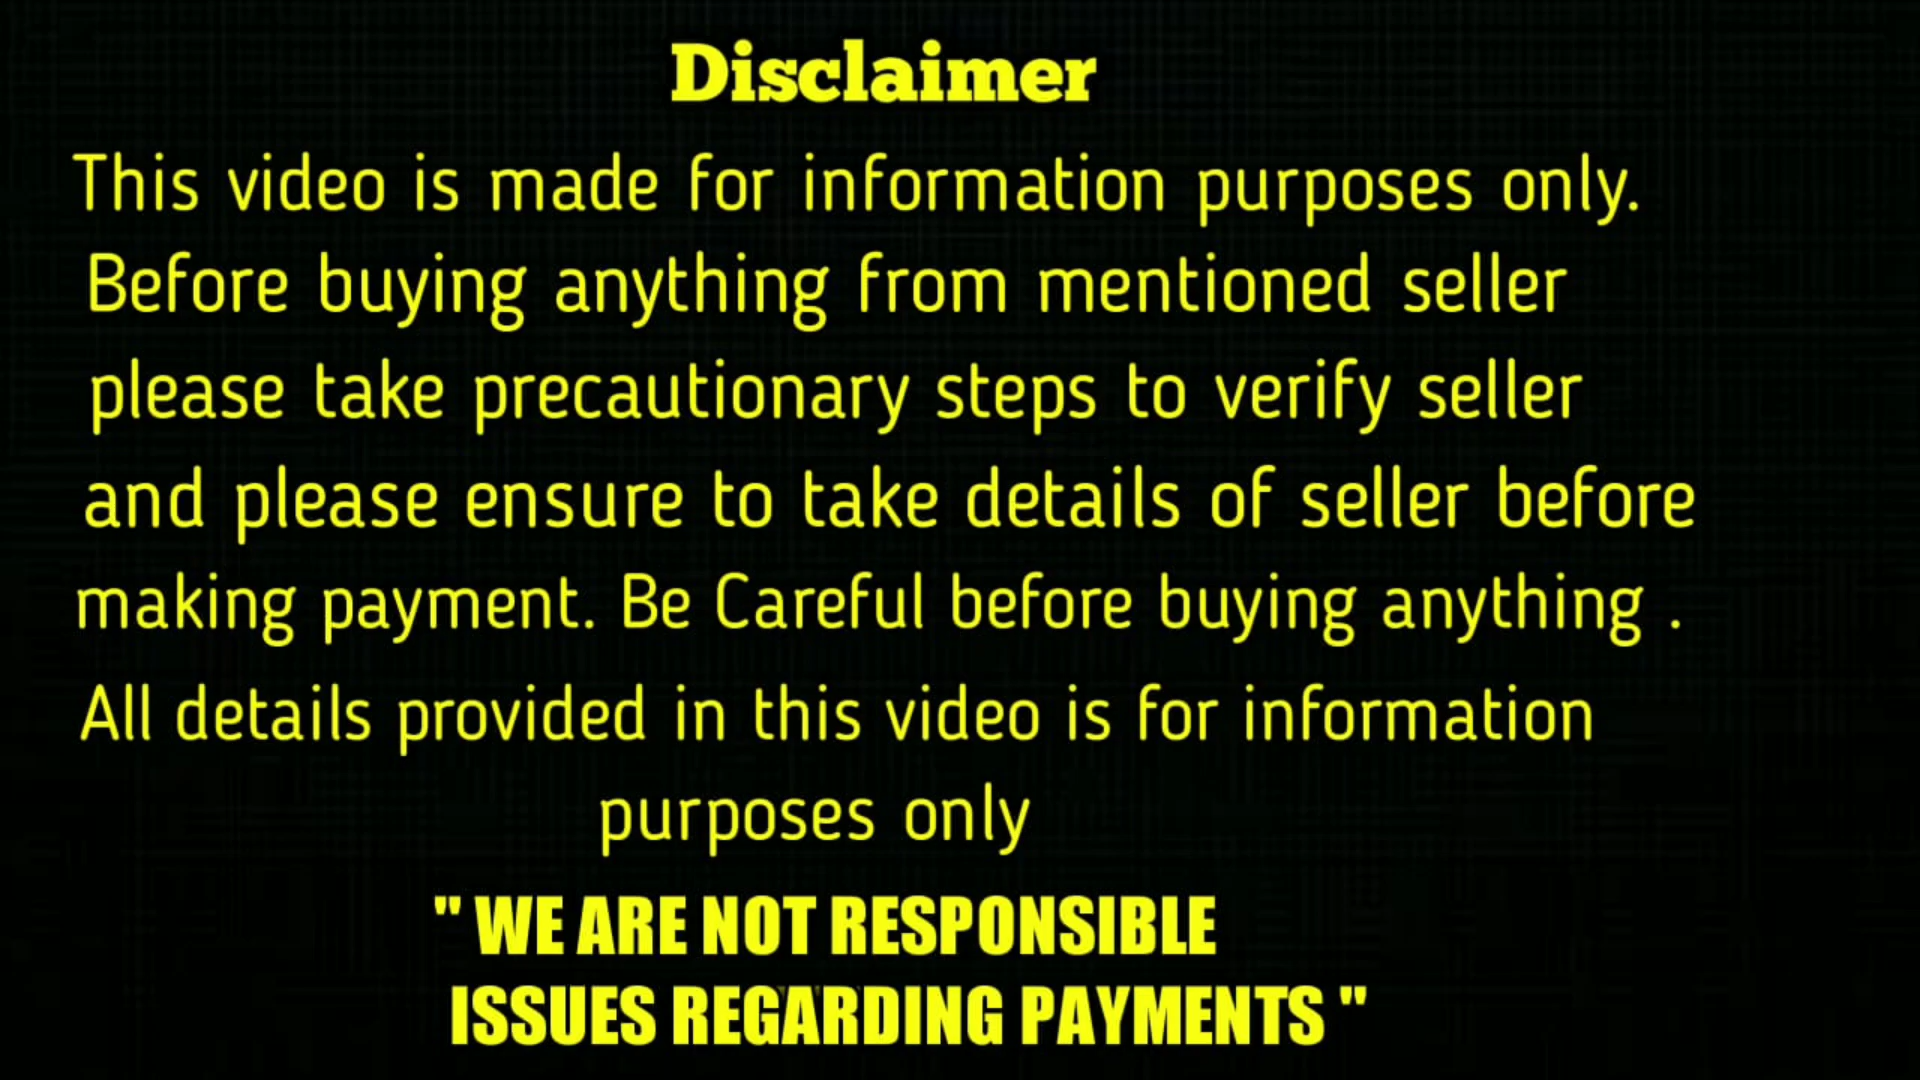 Disclaimer
This video is made for information purposes only.
Before buying anything from mentioned seller
please take precautionary steps to verify seller
and please ensure to take details of seller before
making payment. Be Careful before buying anything .
All details provided in this video is for information
purposes only
" WE ARE NOT RESPONSIBLE
ISSUES REGARDING PAYMENTS "